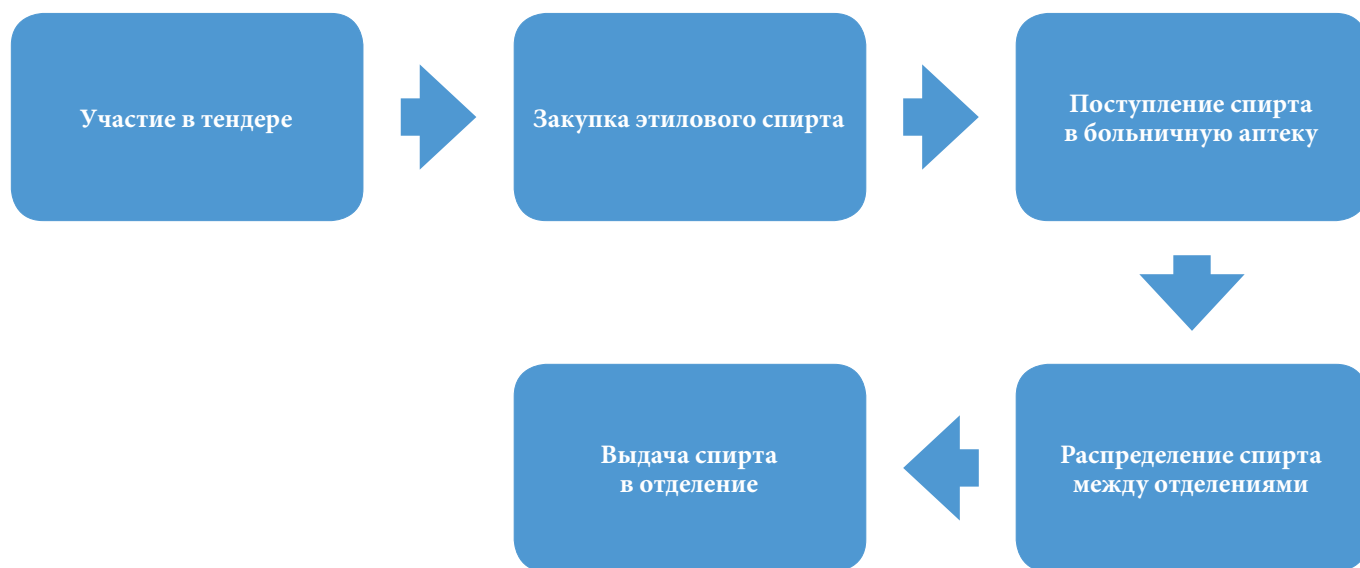 Участие в тендере
Закупка этилового спирта
Поступление спирта
в больничную аптеку
Распределение спирта
между отделениями
Выдача спирта
в отделение